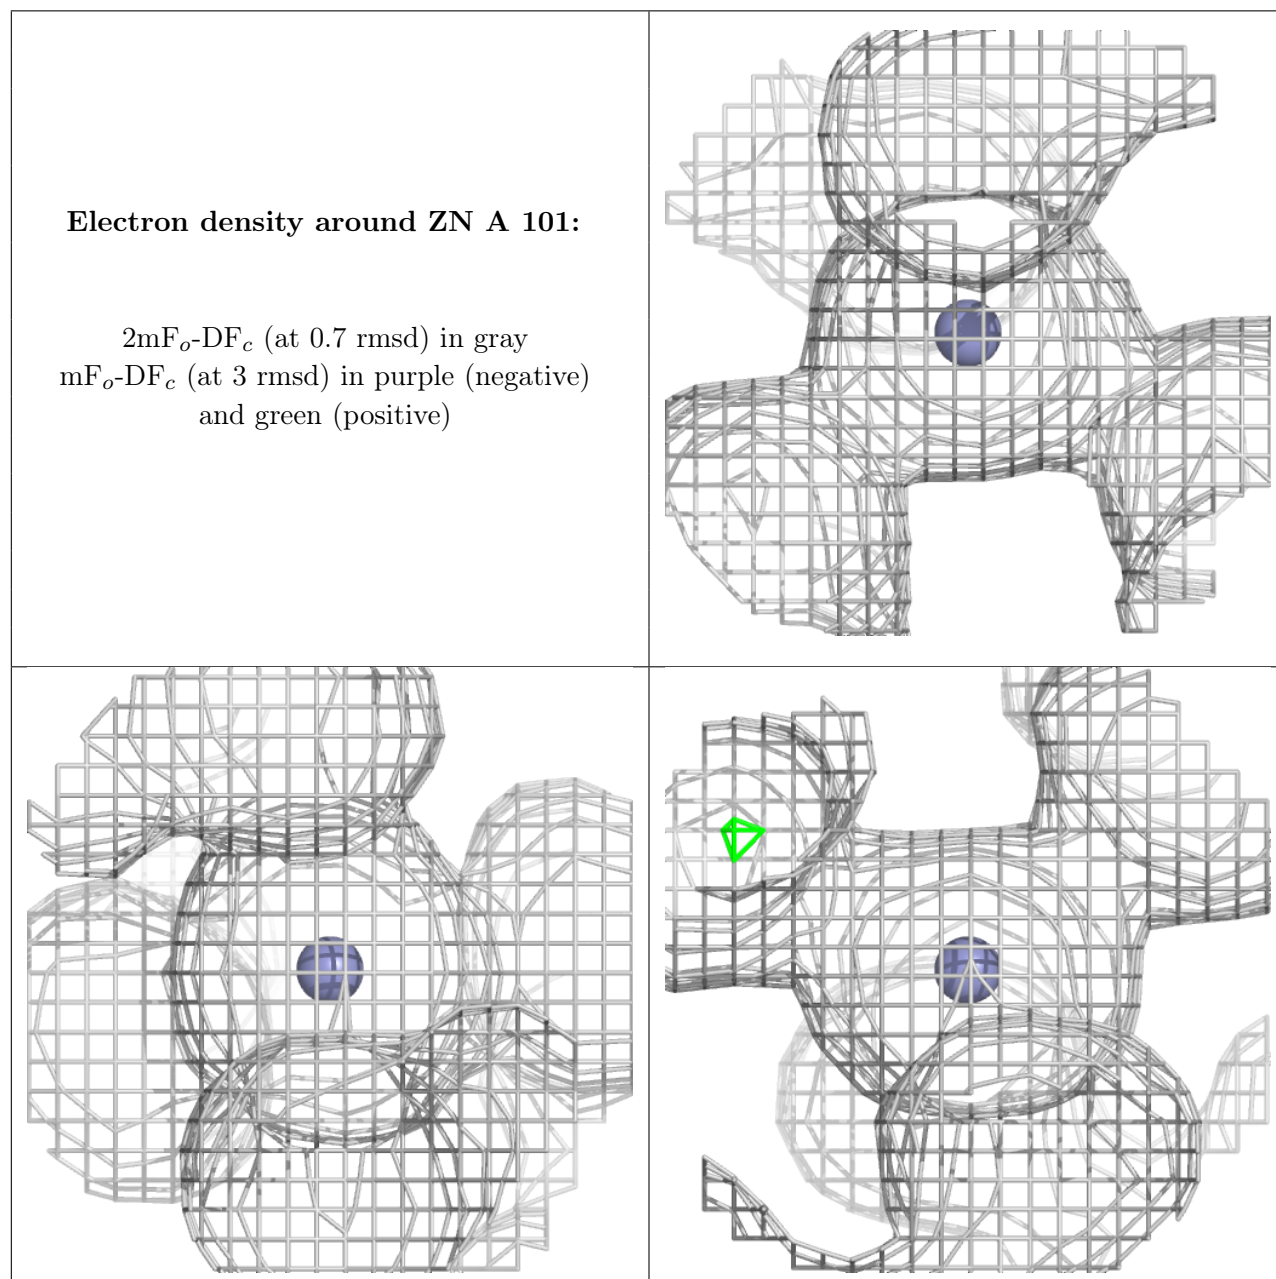 Electron density around ZN A 101:
2mFo-DFc (at 0.7 rmsd) in gray
mFo-DFc (at 3 rmsd) in purple (negative)
and green (positive)